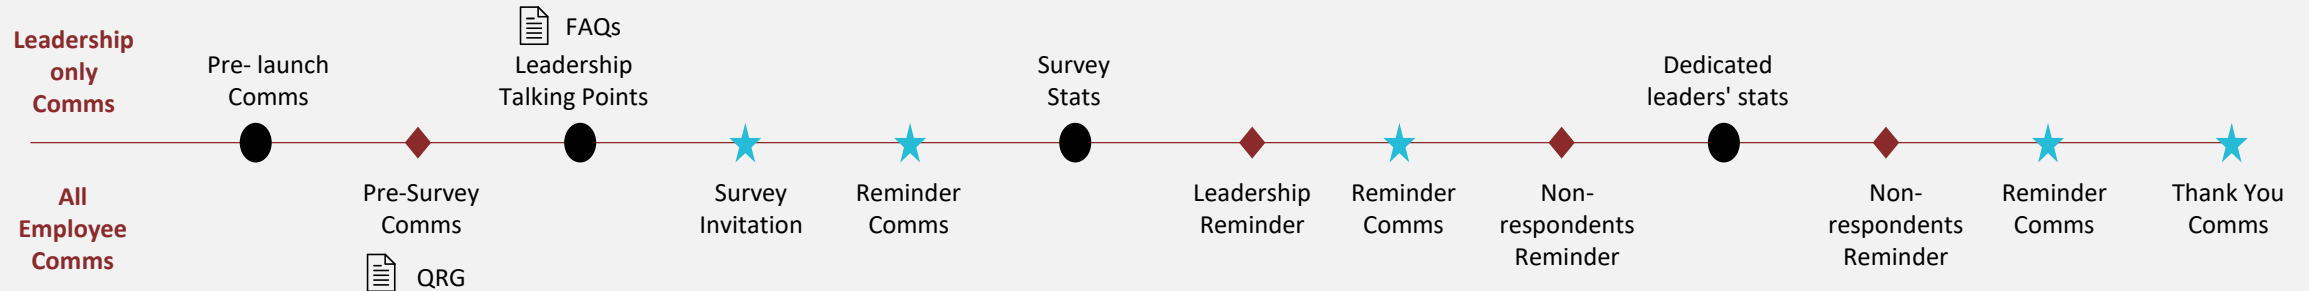 Leadership
only
Comms
Pre- launch
Comms
FAQs
Leadership
Talking Points
Survey
Stats
Dedicated
leaders' stats
All
Employee
Comms
Pre-Survey
Comms
QRG
Survey
Invitation
Reminder
Comms
Leadership
Reminder
Reminder
Comms
Non-
respondents
Reminder
Non-
respondents
Reminder
Reminder
Comms
Thank You
Comms